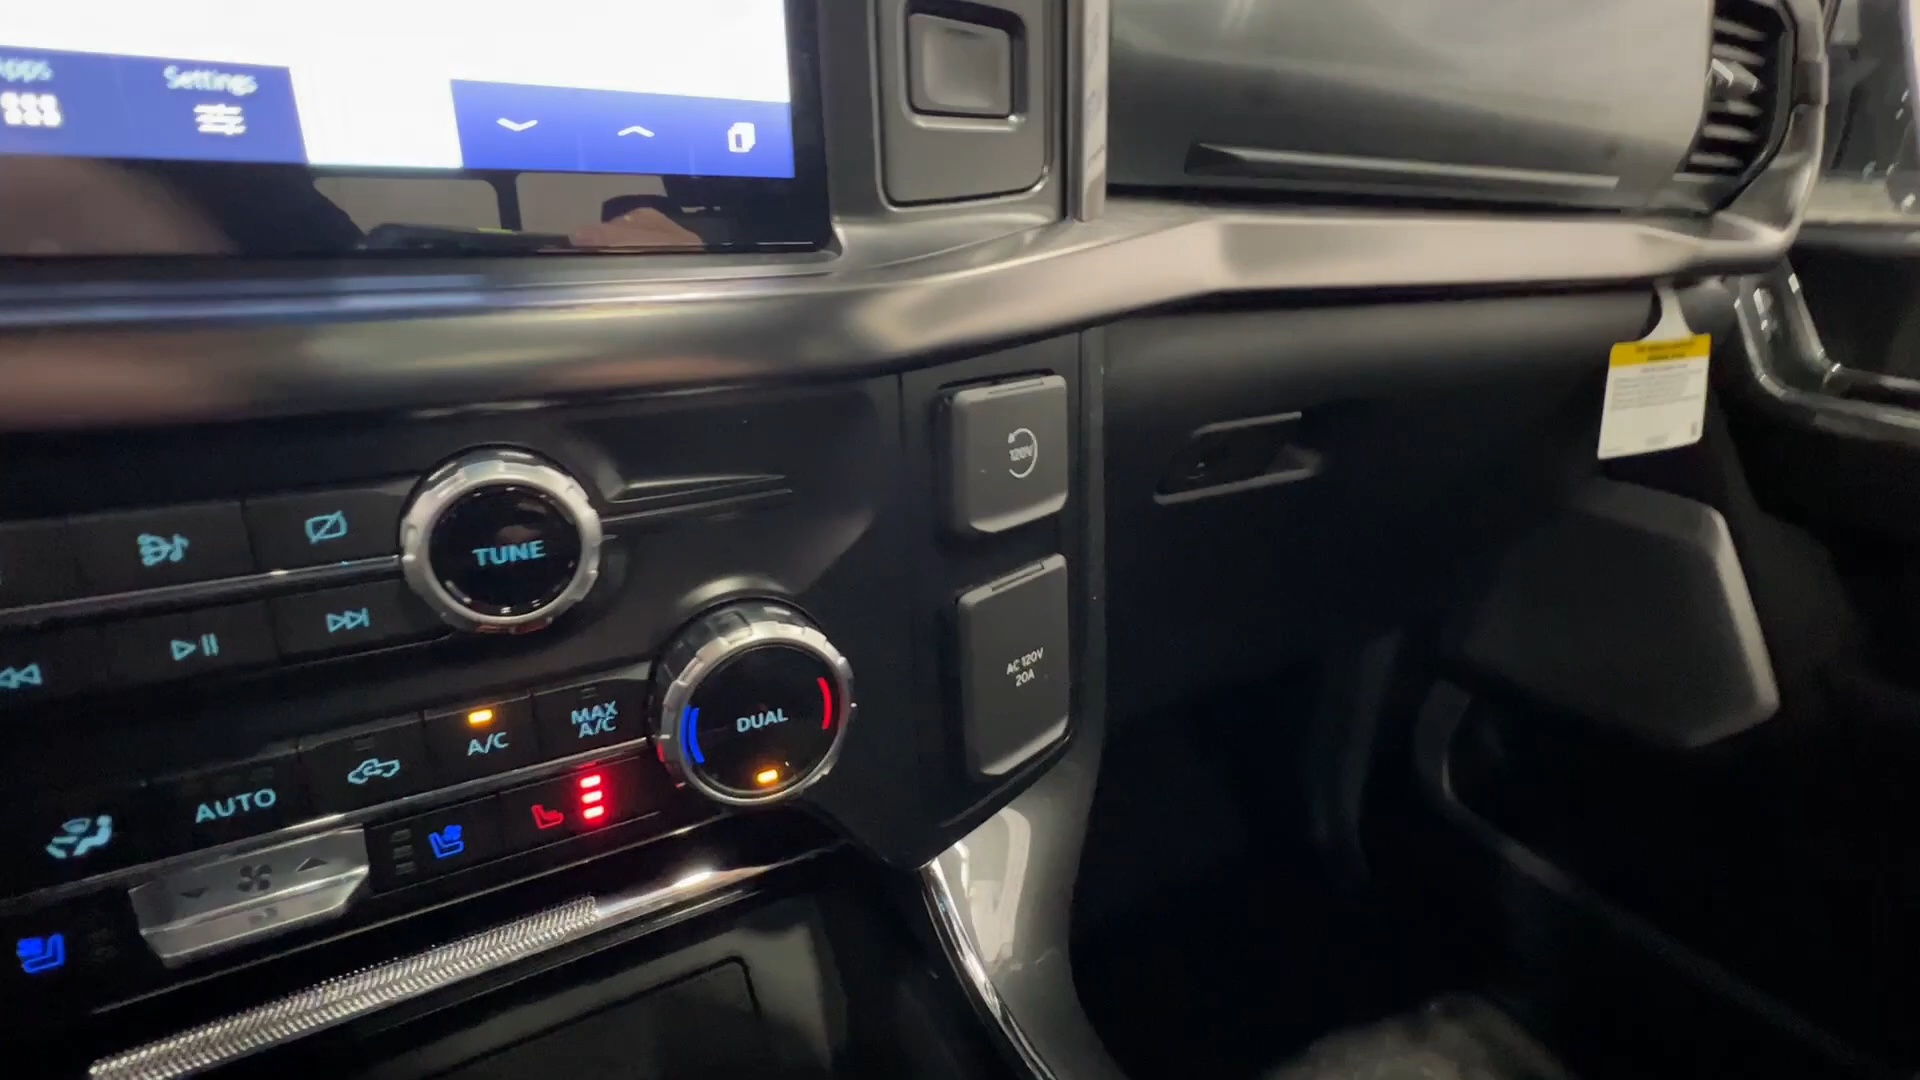 Apps
Settings
120V
TUNE
AC 120V
20A
DUAL
MAX
A/C
A/C
AUTO